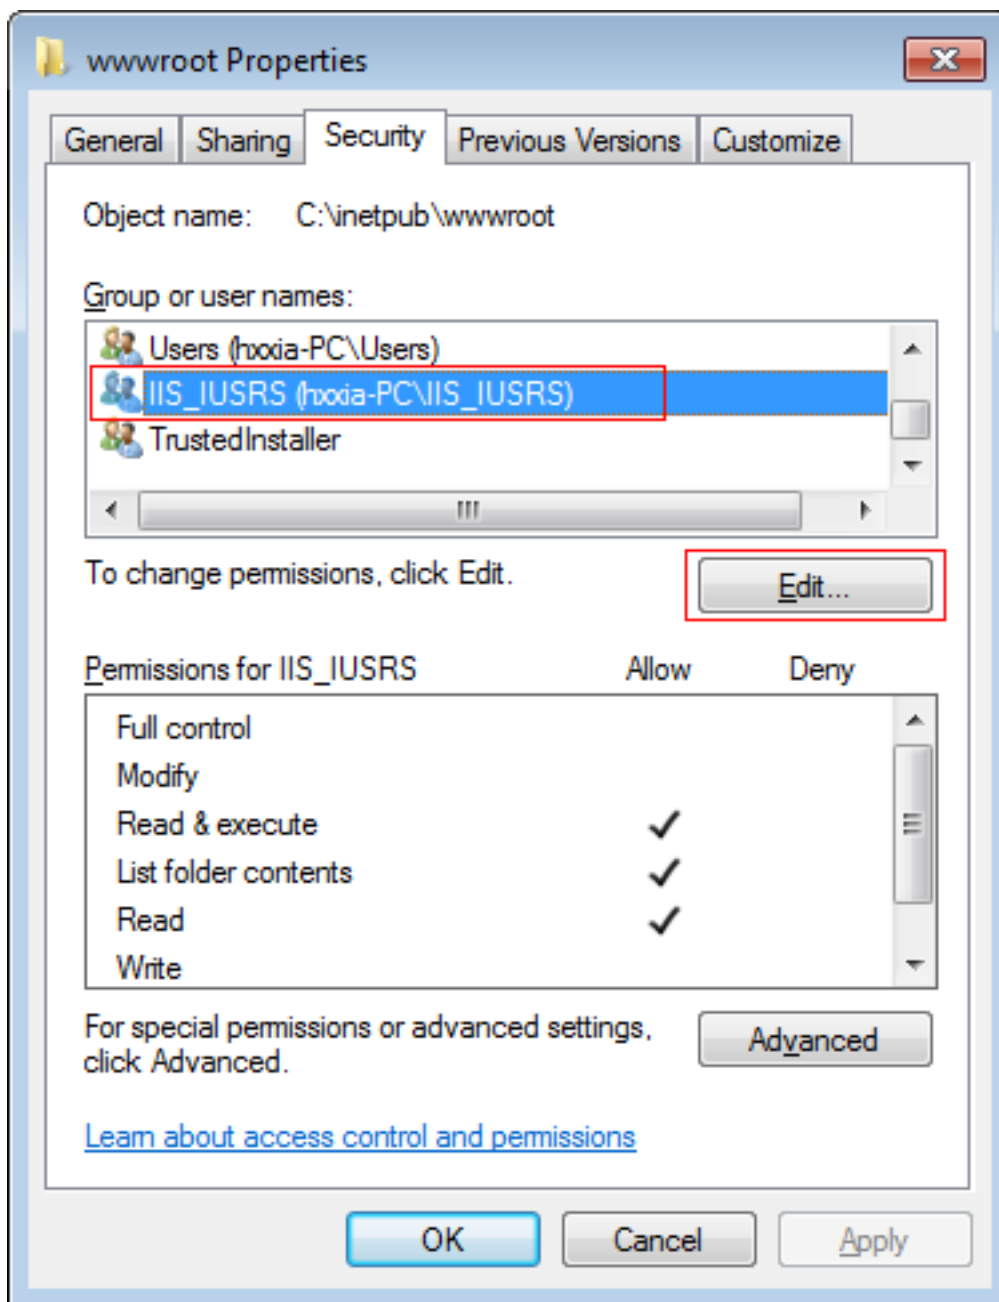 wwwroot Properties
General Sharing Security Previous Versions Customize
Object name: C:\inetpub\wwwroot
Group or user names:
Users (hxxia-PC\Users)
IIS_IUSRS (hxxia-PC\IIS_IUSRS)
TrustedInstaller
To change permissions, click Edit.
Edit...
Permissions for IIS_IUSRS Allow Deny
Full control
Modify
Read & execute
List folder contents
Read
Write
For special permissions or advanced settings,
click Advanced.
Advanced
Learn about access control and permissions
OK Cancel Apply